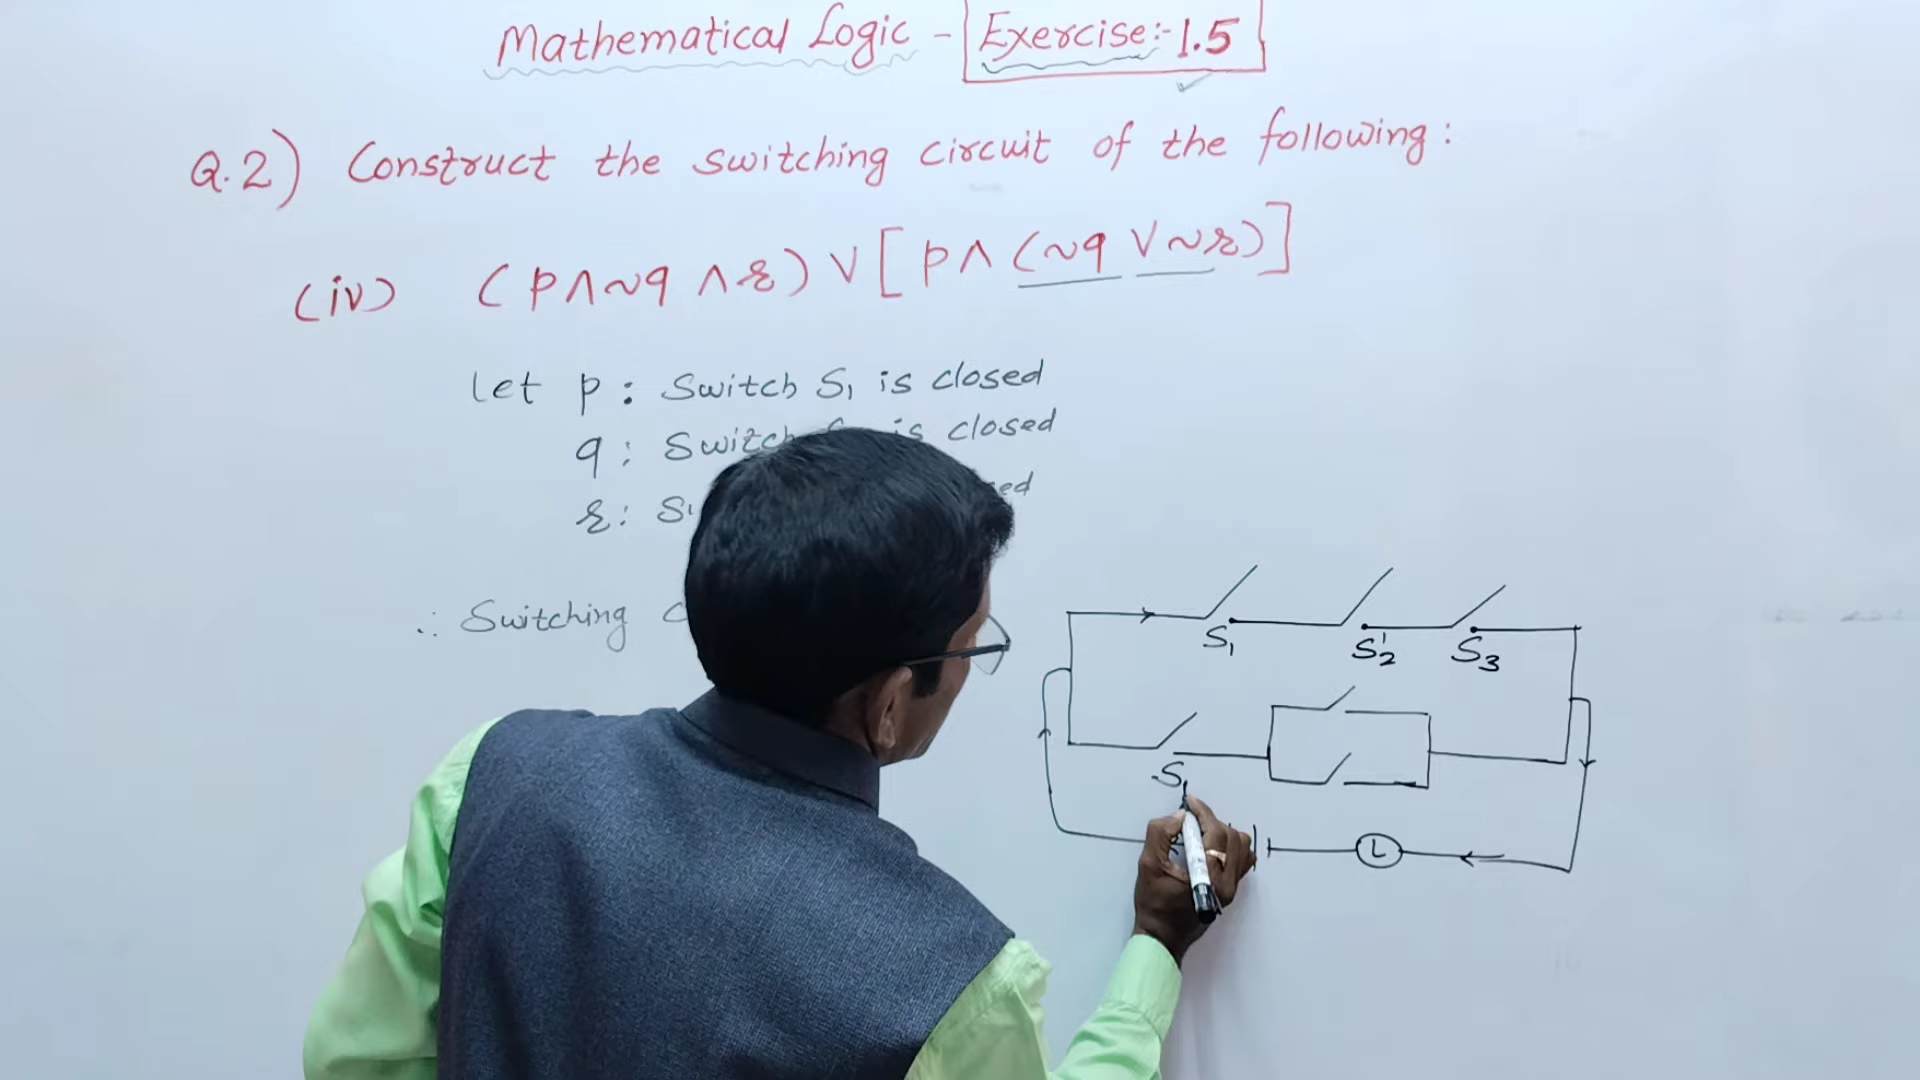 Mathematical Logic - Exercise:- 1.5
Q.2) Construct the switching circuit of the following:
(iv) (p∧~q ∧ r) ∨ [p∧ (~q ∨ ~r)]
Let p : Switch S₁ is closed
q : Switch is closed
r :
∴ Switching
S₁ S₂' S₃
S₁
L